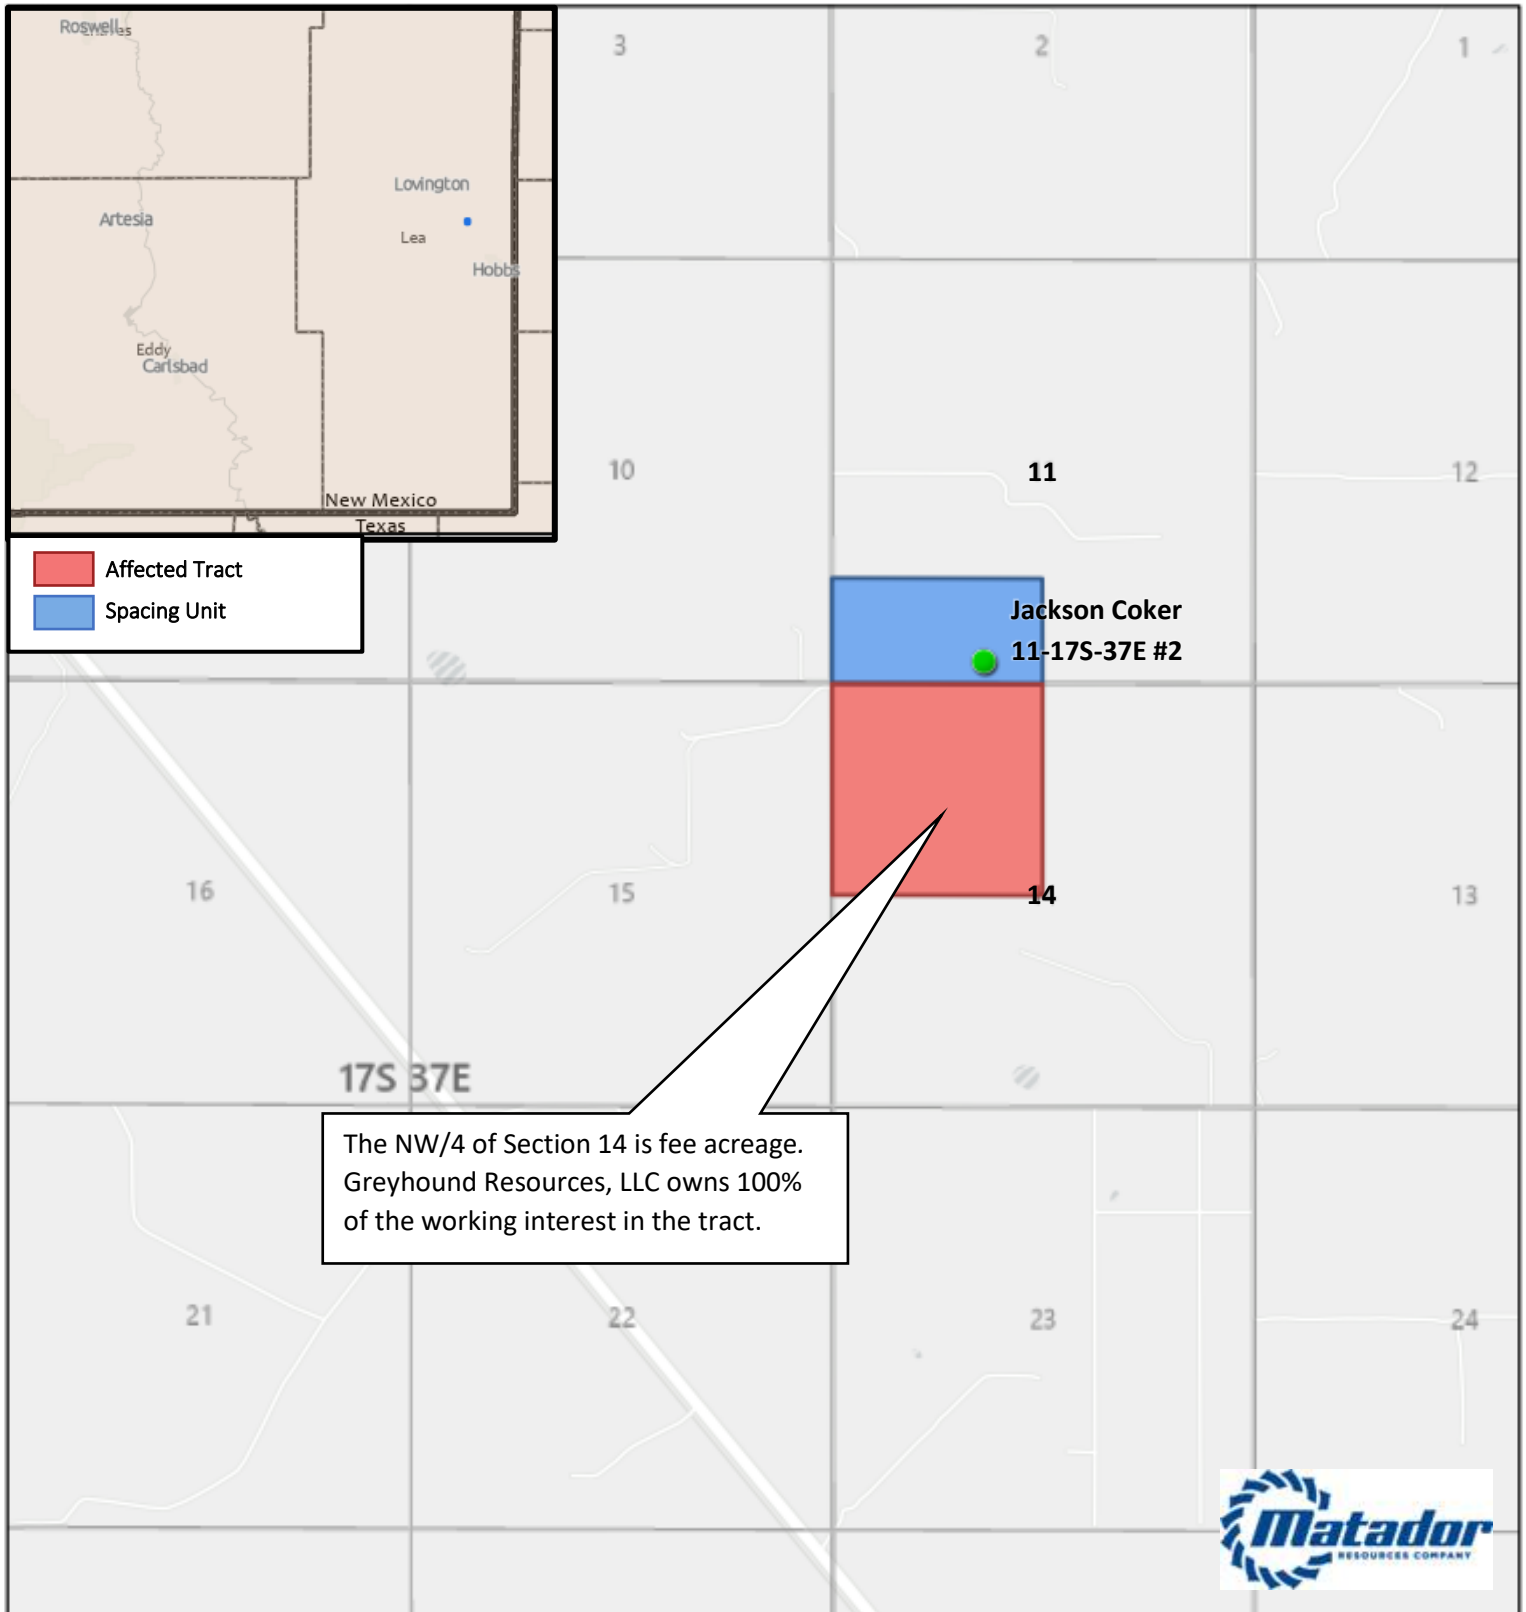 Roswell
Chaves
Lovington
Artesia
Lea
Hobbs
Eddy
Carlsbad
New Mexico
Texas
Affected Tract
Spacing Unit
3
2
1
10
11
12
Jackson Coker
11-17S-37E #2
16
15
14
13
17S 37E
The NW/4 of Section 14 is fee acreage.
Greyhound Resources, LLC owns 100%
of the working interest in the tract.
21
22
23
24
Matador
RESOURCES COMPANY